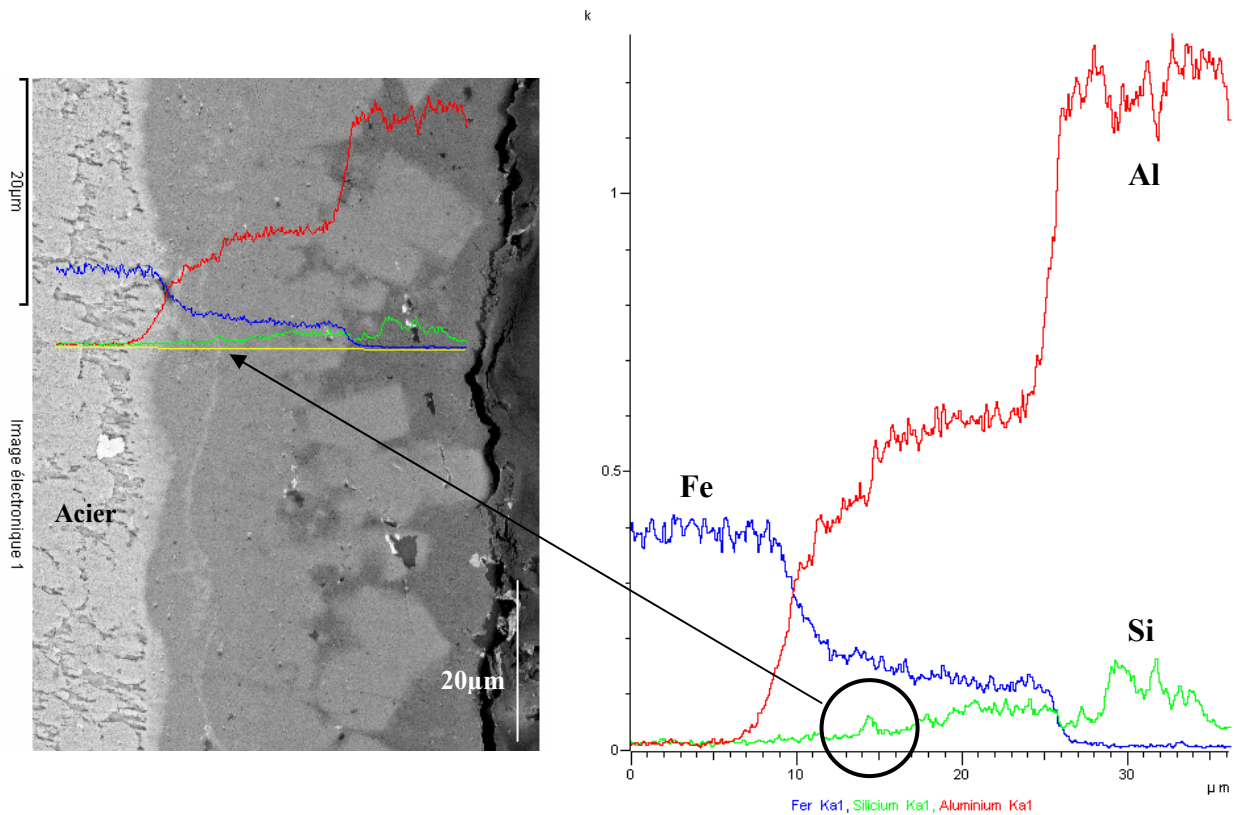 20µm
Image électronique 1
Acier
20µm
k
1
0.5
0
Fe
Al
Si
0 10 20 30
µm
Fer Ka1, Silicium Ka1, Aluminium Ka1